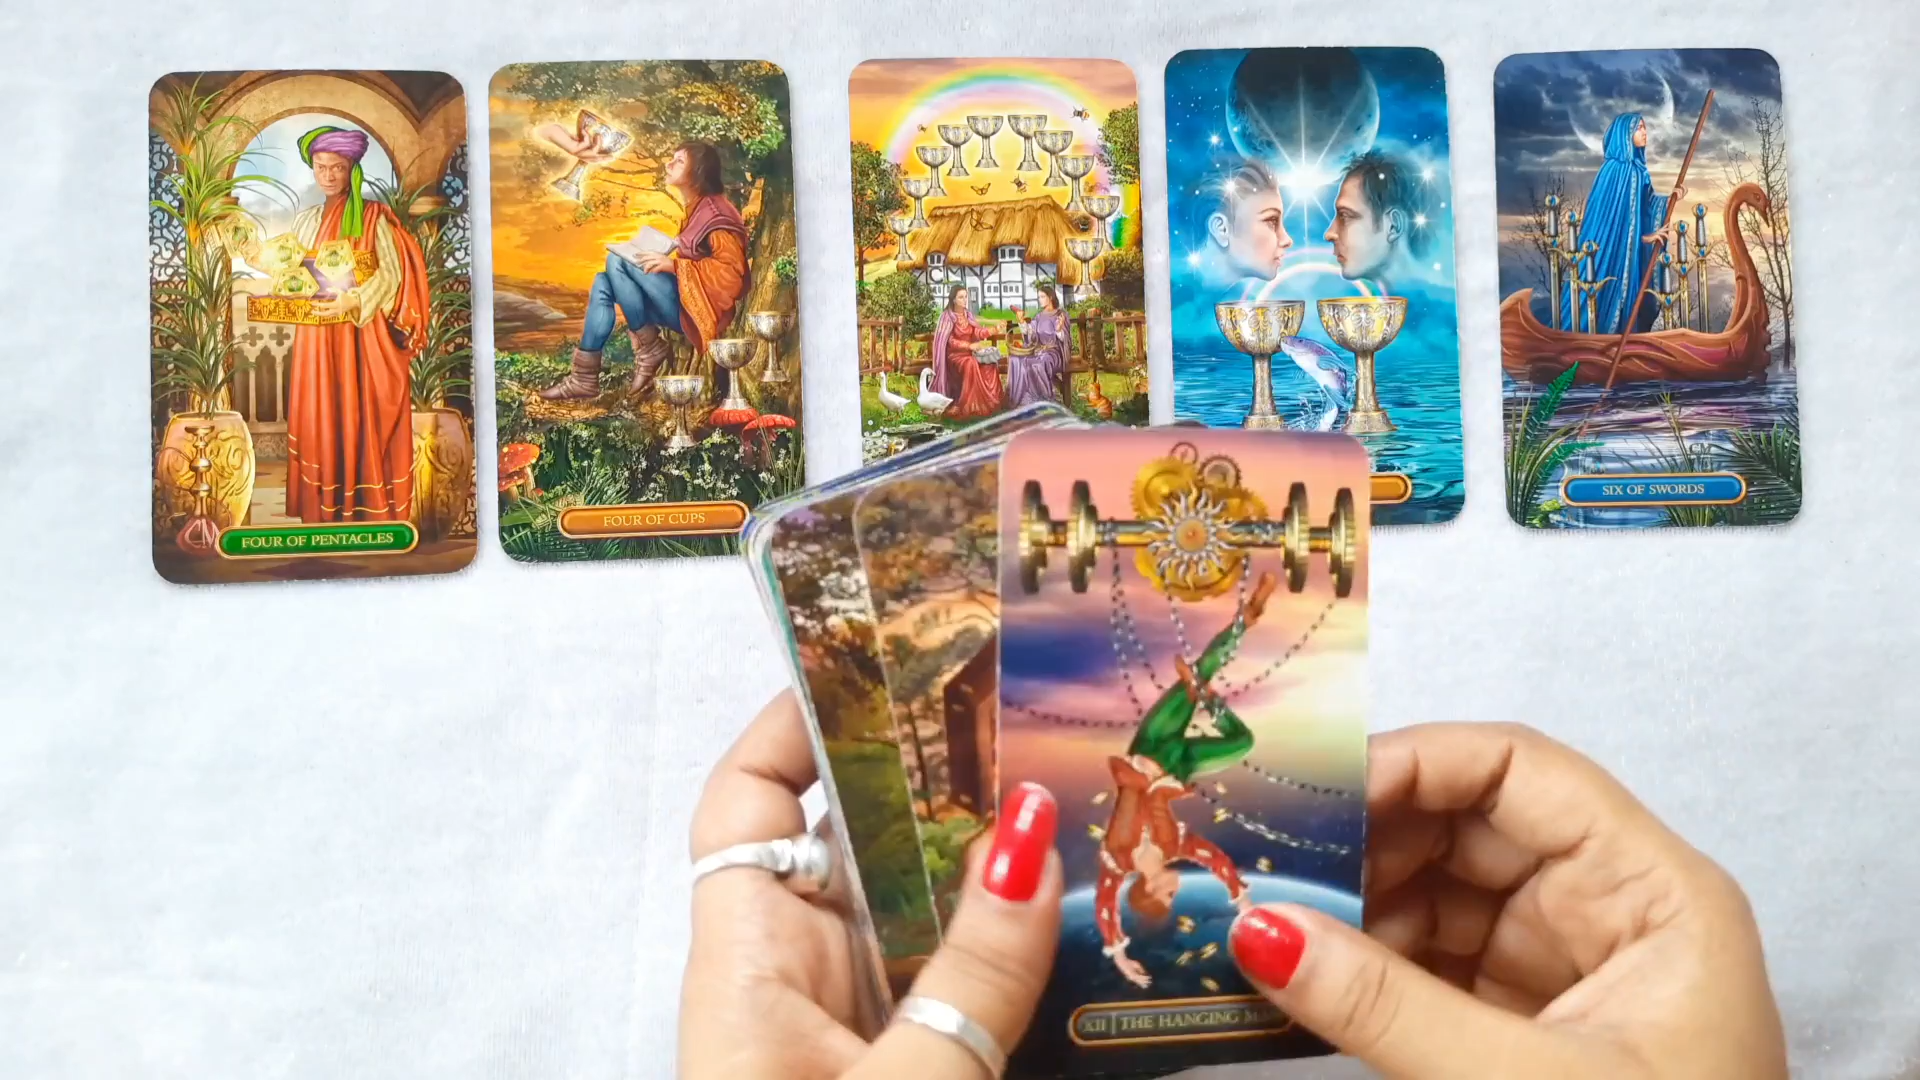 FOUR OF PENTACLES
FOUR OF CUPS
SIX OF SWORDS
XII | THE HANGING